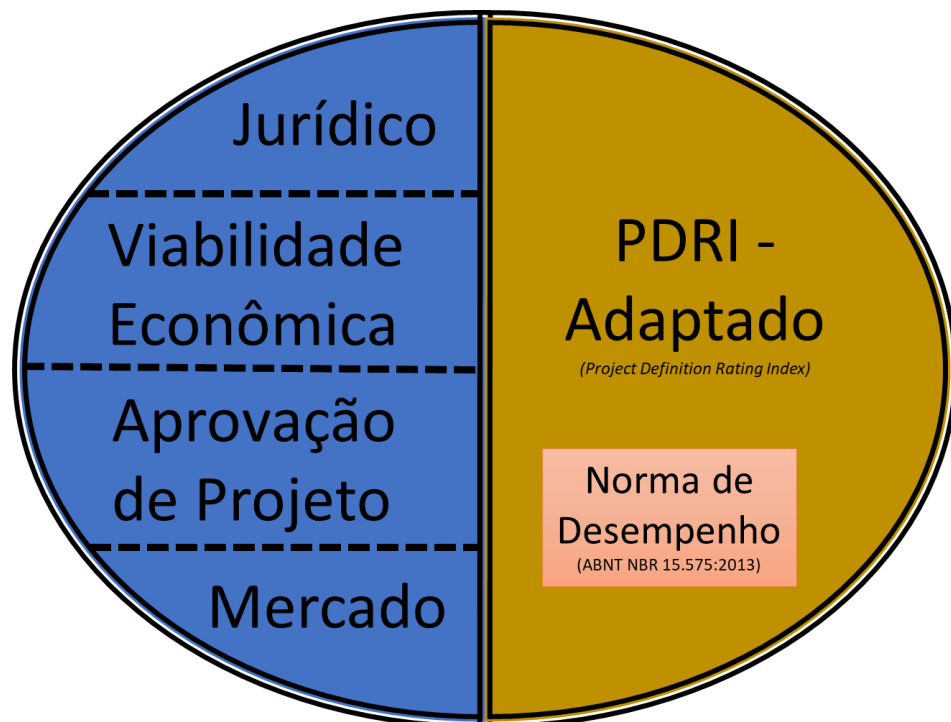 Jurídico
Viabilidade
Econômica
Aprovação
de Projeto
Mercado
PDRI -
Adaptado
(Project Definition Rating Index)
Norma de
Desempenho
(ABNT NBR 15.575:2013)